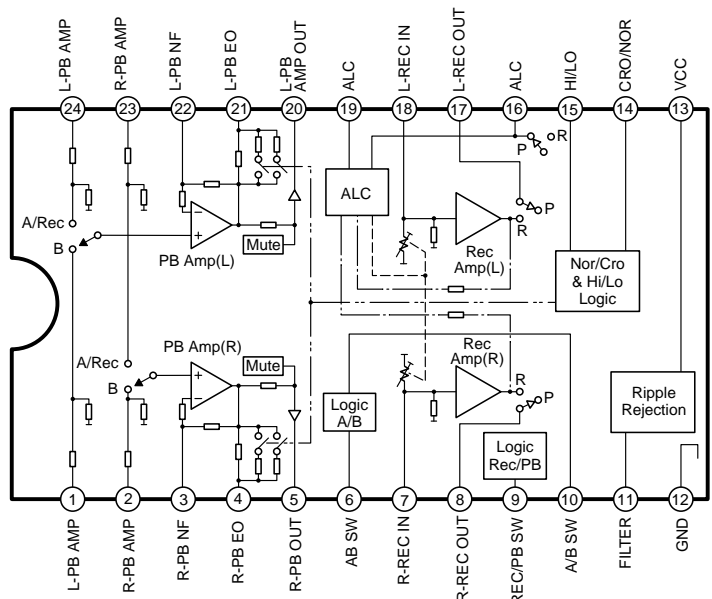 L-PB AMP
R-PB AMP
L-PB NF
L-PB EO
L-PB
AMP OUT
ALC
L-REC IN
L-REC OUT
ALC
HI/LO
CRO/NOR
VCC
24
23
22
21
20
19
18
17
16
15
14
13
R
P
ALC
A/Rec
B
−
+
PB Amp(L)
Mute
P
R
Rec
Amp(L)
Nor/Cro
& Hi/Lo
Logic
A/Rec
B
PB Amp(R)
+
−
Mute
Logic
A/B
Rec
Amp(R)
R
P
Logic
Rec/PB
Ripple
Rejection
1
2
3
4
5
6
7
8
9
10
11
12
L-PB AMP
R-PB AMP
R-PB NF
R-PB EO
R-PB OUT
AB SW
R-REC IN
R-REC OUT
REC/PB SW
A/B SW
FILTER
GND